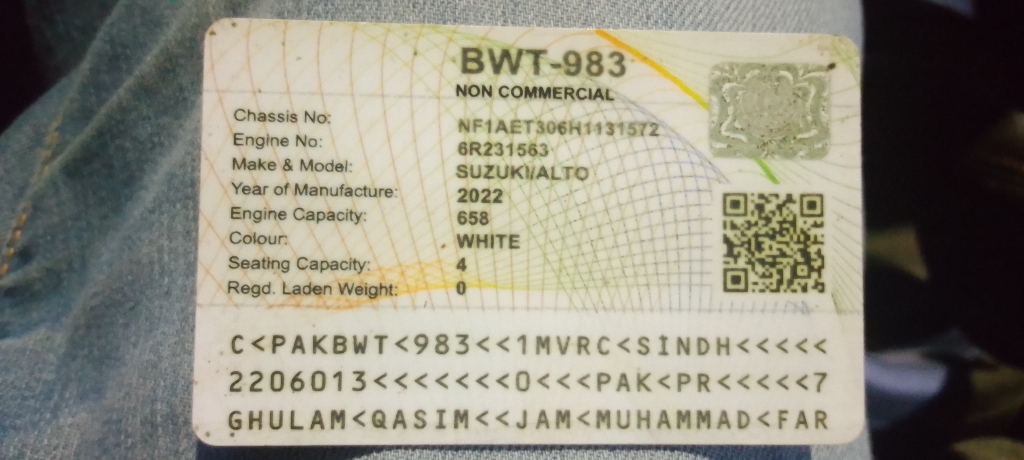 BWT-983
NON COMMERCIAL
Chassis No: NF1AET306H1131572
Engine No: 6R231563
Make & Model: SUZUKI/ALTO
Year of Manufacture: 2022
Engine Capacity: 658
Colour: WHITE
Seating Capacity: 4
Regd. Laden Weight: 0
C<PAKBWT<983<<1MVRC<SINDH<<<<<
2206013<<<<<<<0<<<PAK<PR<<<<<7
GHULAM<QASIM<<JAM<MUHAMMAD<FAR